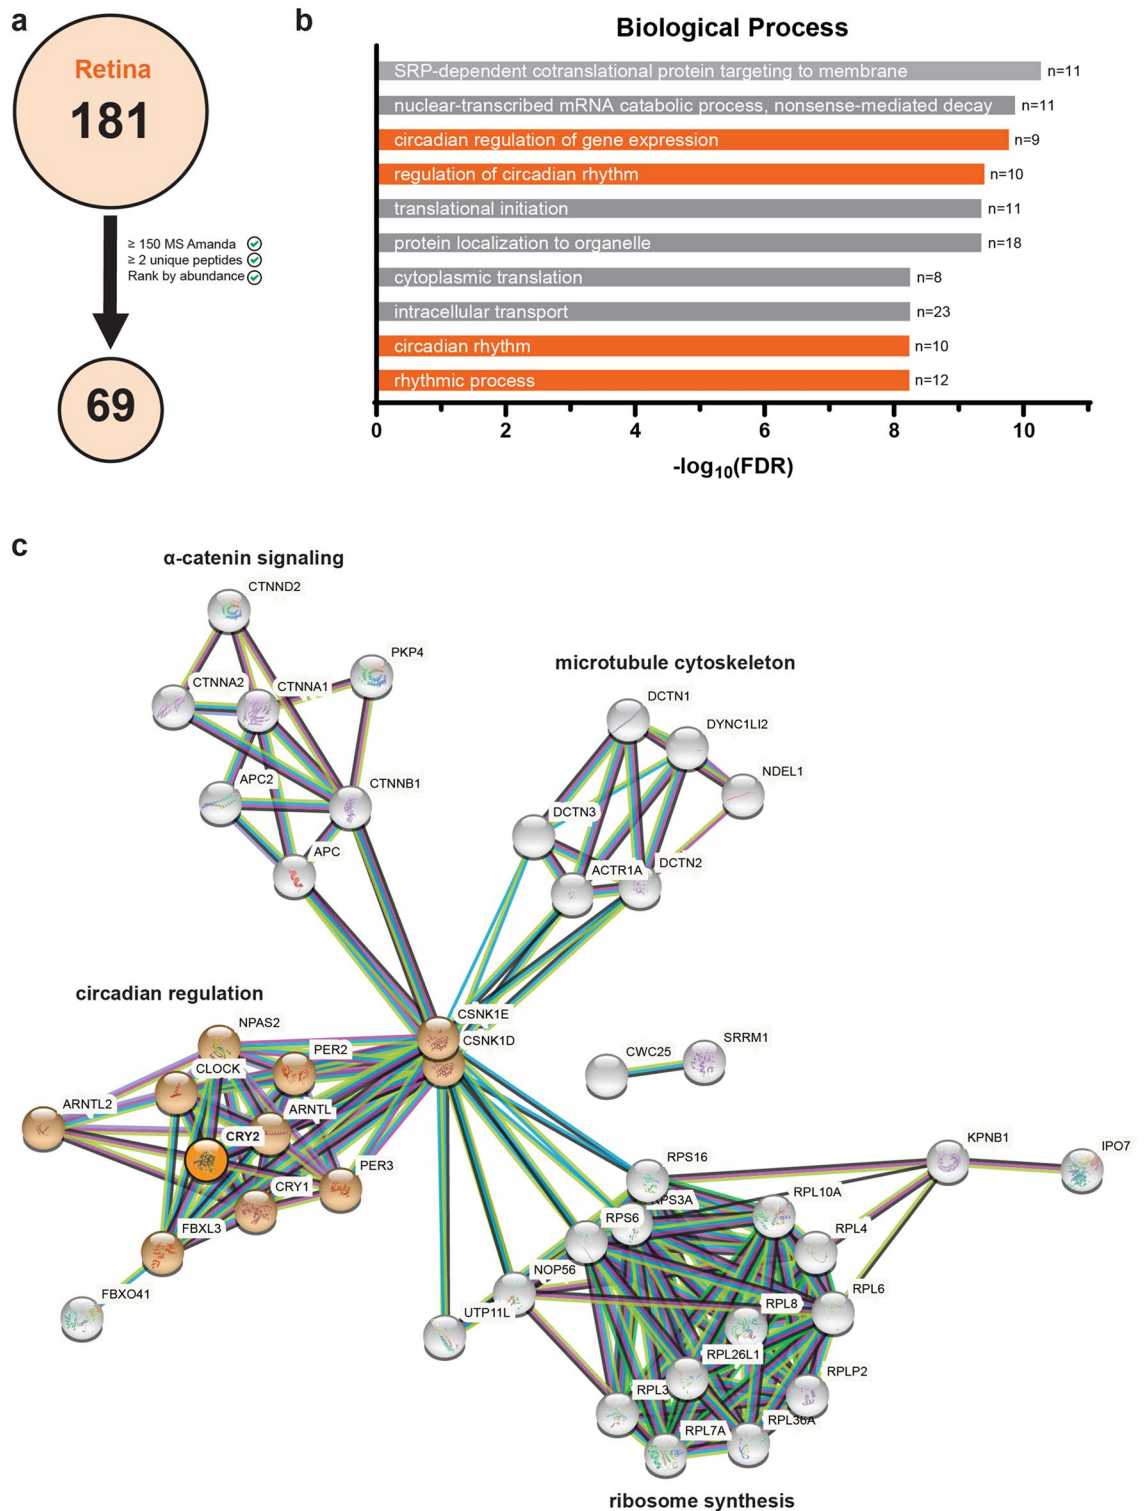 a
Retina
181
≥ 150 MS Amanda
≥ 2 unique peptides
Rank by abundance
69
b
Biological Process
SRP-dependent cotranslational protein targeting to membrane n=11
nuclear-transcribed mRNA catabolic process, nonsense-mediated decay n=11
circadian regulation of gene expression n=9
regulation of circadian rhythm n=10
translational initiation n=11
protein localization to organelle n=18
cytoplasmic translation n=8
intracellular transport n=23
circadian rhythm n=10
rhythmic process n=12
0 2 4 6 8 10
-log10(FDR)
c
α-catenin signaling
CTNND2
PKP4
CTNNA2
CTNNA1
APC2
CTNNB1
APC
microtubule cytoskeleton
DCTN1
DYNC1LI2
NDEL1
DCTN3
ACTR1A
DCTN2
circadian regulation
CSNK1E
CSNK1D
NPAS2
PER2
CLOCK
ARNTL2
ARNTL
CRY2
PER3
CRY1
FBXL3
FBXO41
CWC25
SRRM1
KPNB1
IPO7
RPS16
RPS3A
RPL10A
RPS6
RPL4
NOP56
RPL6
UTP11L
RPL8
RPL26L1
RPLP2
RPL3
RPL36A
RPL7A
ribosome synthesis